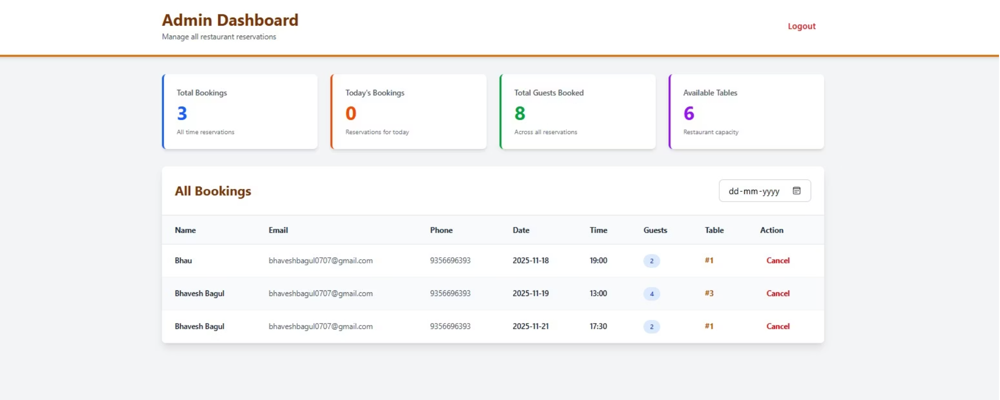 Admin Dashboard
Manage all restaurant reservations
Logout
Total Bookings
3
All time reservations
Today's Bookings
0
Reservations for today
Total Guests Booked
8
Across all reservations
Available Tables
6
Restaurant capacity
All Bookings
dd-mm-yyyy
Name Email Phone Date Time Guests Table Action
Bhau bhaveshbagul0707@gmail.com 9356696393 2025-11-18 19:00 2 #1 Cancel
Bhavesh Bagul bhaveshbagul0707@gmail.com 9356696393 2025-11-19 13:00 4 #3 Cancel
Bhavesh Bagul bhaveshbagul0707@gmail.com 9356696393 2025-11-21 17:30 2 #1 Cancel